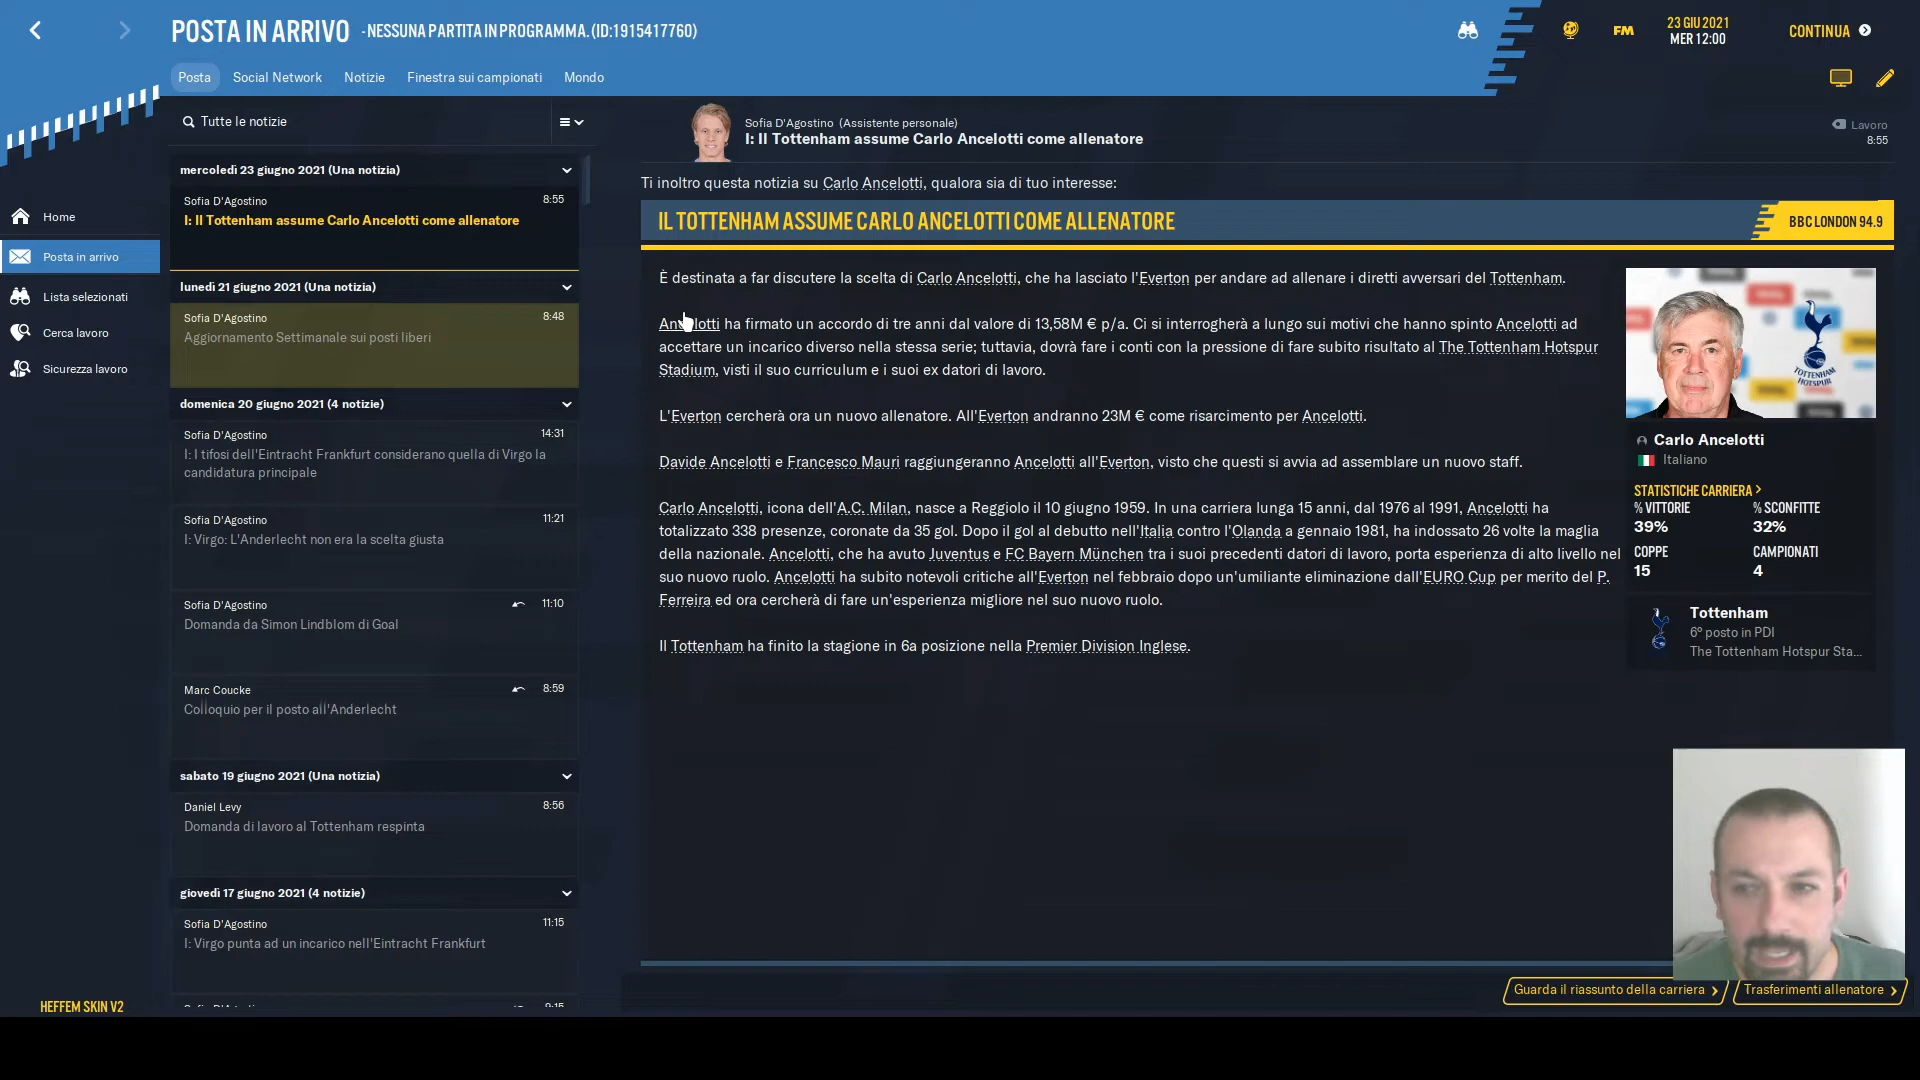 POSTA IN ARRIVO - NESSUNA PARTITA IN PROGRAMMA. (ID:1915417760)
FM
23 GIU 2021
MER 12:00
CONTINUA
Posta Social Network Notizie Finestra sui campionati Mondo
Home
Posta in arrivo
Lista selezionati
Cerca lavoro
Sicurezza lavoro
HEFFEM SKIN V2
Tutte le notizie
mercoledì 23 giugno 2021 (Una notizia)
Sofia D'Agostino 8:55
I: Il Tottenham assume Carlo Ancelotti come allenatore
lunedì 21 giugno 2021 (Una notizia)
Sofia D'Agostino 8:48
Aggiornamento Settimanale sui posti liberi
domenica 20 giugno 2021 (4 notizie)
Sofia D'Agostino 14:31
I: I tifosi dell'Eintracht Frankfurt considerano quella di Virgo la
candidatura principale
Sofia D'Agostino 11:21
I: Virgo: L'Anderlecht non era la scelta giusta
Sofia D'Agostino 11:10
Domanda da Simon Lindblom di Goal
Marc Coucke 8:59
Colloquio per il posto all'Anderlecht
sabato 19 giugno 2021 (Una notizia)
Daniel Levy 8:56
Domanda di lavoro al Tottenham respinta
giovedì 17 giugno 2021 (4 notizie)
Sofia D'Agostino 11:15
I: Virgo punta ad un incarico nell'Eintracht Frankfurt
Sofia D'Agostino (Assistente personale)
I: Il Tottenham assume Carlo Ancelotti come allenatore
Lavoro
8:55
Ti inoltro questa notizia su Carlo Ancelotti, qualora sia di tuo interesse:
IL TOTTENHAM ASSUME CARLO ANCELOTTI COME ALLENATORE
BBC LONDON 94.9
È destinata a far discutere la scelta di Carlo Ancelotti, che ha lasciato l'Everton per andare ad allenare i diretti avversari del Tottenham.
Ancelotti ha firmato un accordo di tre anni dal valore di 13,58M € p/a. Ci si interrogherà a lungo sui motivi che hanno spinto Ancelotti ad
accettare un incarico diverso nella stessa serie; tuttavia, dovrà fare i conti con la pressione di fare subito risultato al The Tottenham Hotspur
Stadium, visti il suo curriculum e i suoi ex datori di lavoro.
L'Everton cercherà ora un nuovo allenatore. All'Everton andranno 23M € come risarcimento per Ancelotti.
Davide Ancelotti e Francesco Mauri raggiungeranno Ancelotti all'Everton, visto che questi si avvia ad assemblare un nuovo staff.
Carlo Ancelotti, icona dell'A.C. Milan, nasce a Reggiolo il 10 giugno 1959. In una carriera lunga 15 anni, dal 1976 al 1991, Ancelotti ha
totalizzato 338 presenze, coronate da 35 gol. Dopo il gol al debutto nell'Italia contro l'Olanda a gennaio 1981, ha indossato 26 volte la maglia
della nazionale. Ancelotti, che ha avuto Juventus e FC Bayern München tra i suoi precedenti datori di lavoro, porta esperienza di alto livello nel
suo nuovo ruolo. Ancelotti ha subito notevoli critiche all'Everton nel febbraio dopo un'umiliante eliminazione dall'EURO Cup per merito del P.
Ferreira ed ora cercherà di fare un'esperienza migliore nel suo nuovo ruolo.
Il Tottenham ha finito la stagione in 6a posizione nella Premier Division Inglese.
TOTTENHAM
HOTSPUR
Carlo Ancelotti
Italiano
STATISTICHE CARRIERA >
% VITTORIE % SCONFITTE
39% 32%
COPPE CAMPIONATI
15 4
Tottenham
6º posto in PDI
The Tottenham Hotspur Sta...
Guarda il riassunto della carriera >
Trasferimenti allenatore >